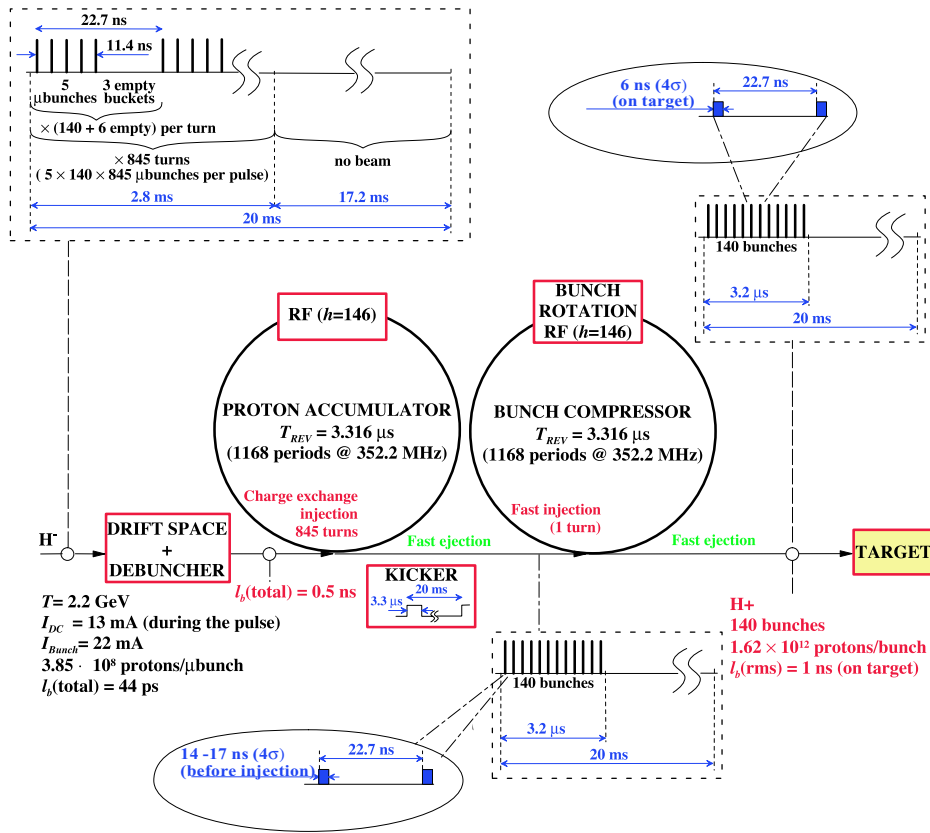 22.7 ns
11.4 ns
5
μbunches
3 empty
buckets
× (140 + 6 empty) per turn
× 845 turns
( 5 × 140 × 845 μbunches per pulse)
no beam
2.8 ms
17.2 ms
20 ms
6 ns (4σ)
(on target)
22.7 ns
140 bunches
3.2 μs
20 ms
RF (h=146)
BUNCH
ROTATION
RF (h=146)
PROTON ACCUMULATOR
T_REV = 3.316 μs
(1168 periods @ 352.2 MHz)
Charge exchange
injection
845 turns
BUNCH COMPRESSOR
T_REV = 3.316 μs
(1168 periods @ 352.2 MHz)
Fast injection
(1 turn)
H-
DRIFT SPACE
+
DEBUNCHER
Fast ejection
Fast ejection
TARGET
l_b(total) = 0.5 ns
KICKER
20 ms
3.3 μs
T= 2.2 GeV
I_DC = 13 mA (during the pulse)
I_Bunch= 22 mA
3.85 · 10⁸ protons/μbunch
l_b(total) = 44 ps
H+
140 bunches
1.62 × 10¹² protons/bunch
l_b(rms) = 1 ns (on target)
140 bunches
3.2 μs
20 ms
14 -17 ns (4σ)
(before injection)
22.7 ns